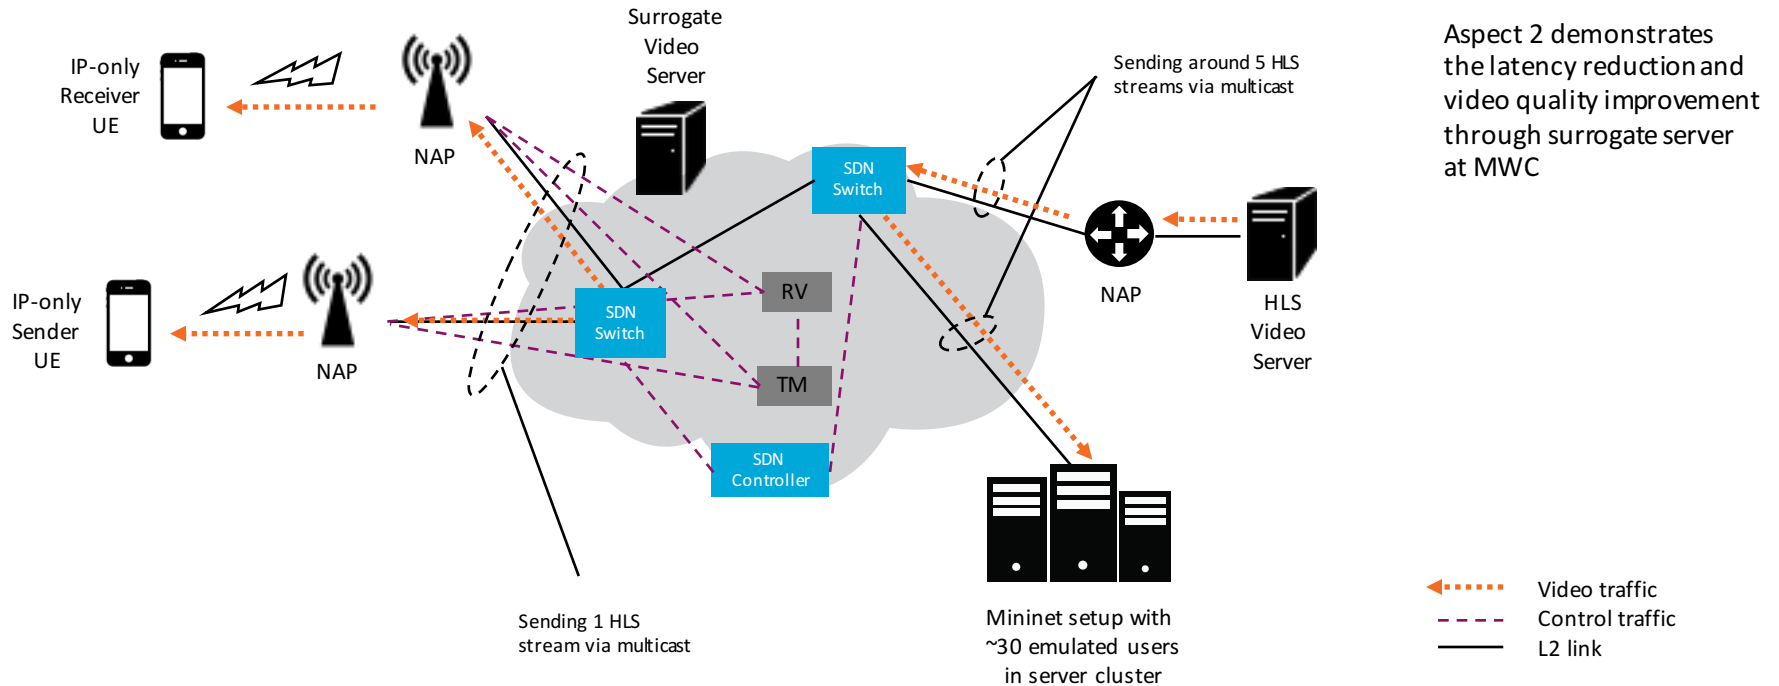 Surrogate
Video
Server
IP-only
Receiver
UE
NAP
Sending around 5 HLS
streams via multicast
Aspect 2 demonstrates
the latency reduction and
video quality improvement
through surrogate server
at MWC
SDN
Switch
NAP
HLS
Video
Server
IP-only
Sender
UE
NAP
SDN
Switch
RV
TM
SDN
Controller
Sending 1 HLS
stream via multicast
Mininet setup with
~30 emulated users
in server cluster
Video traffic
Control traffic
L2 link